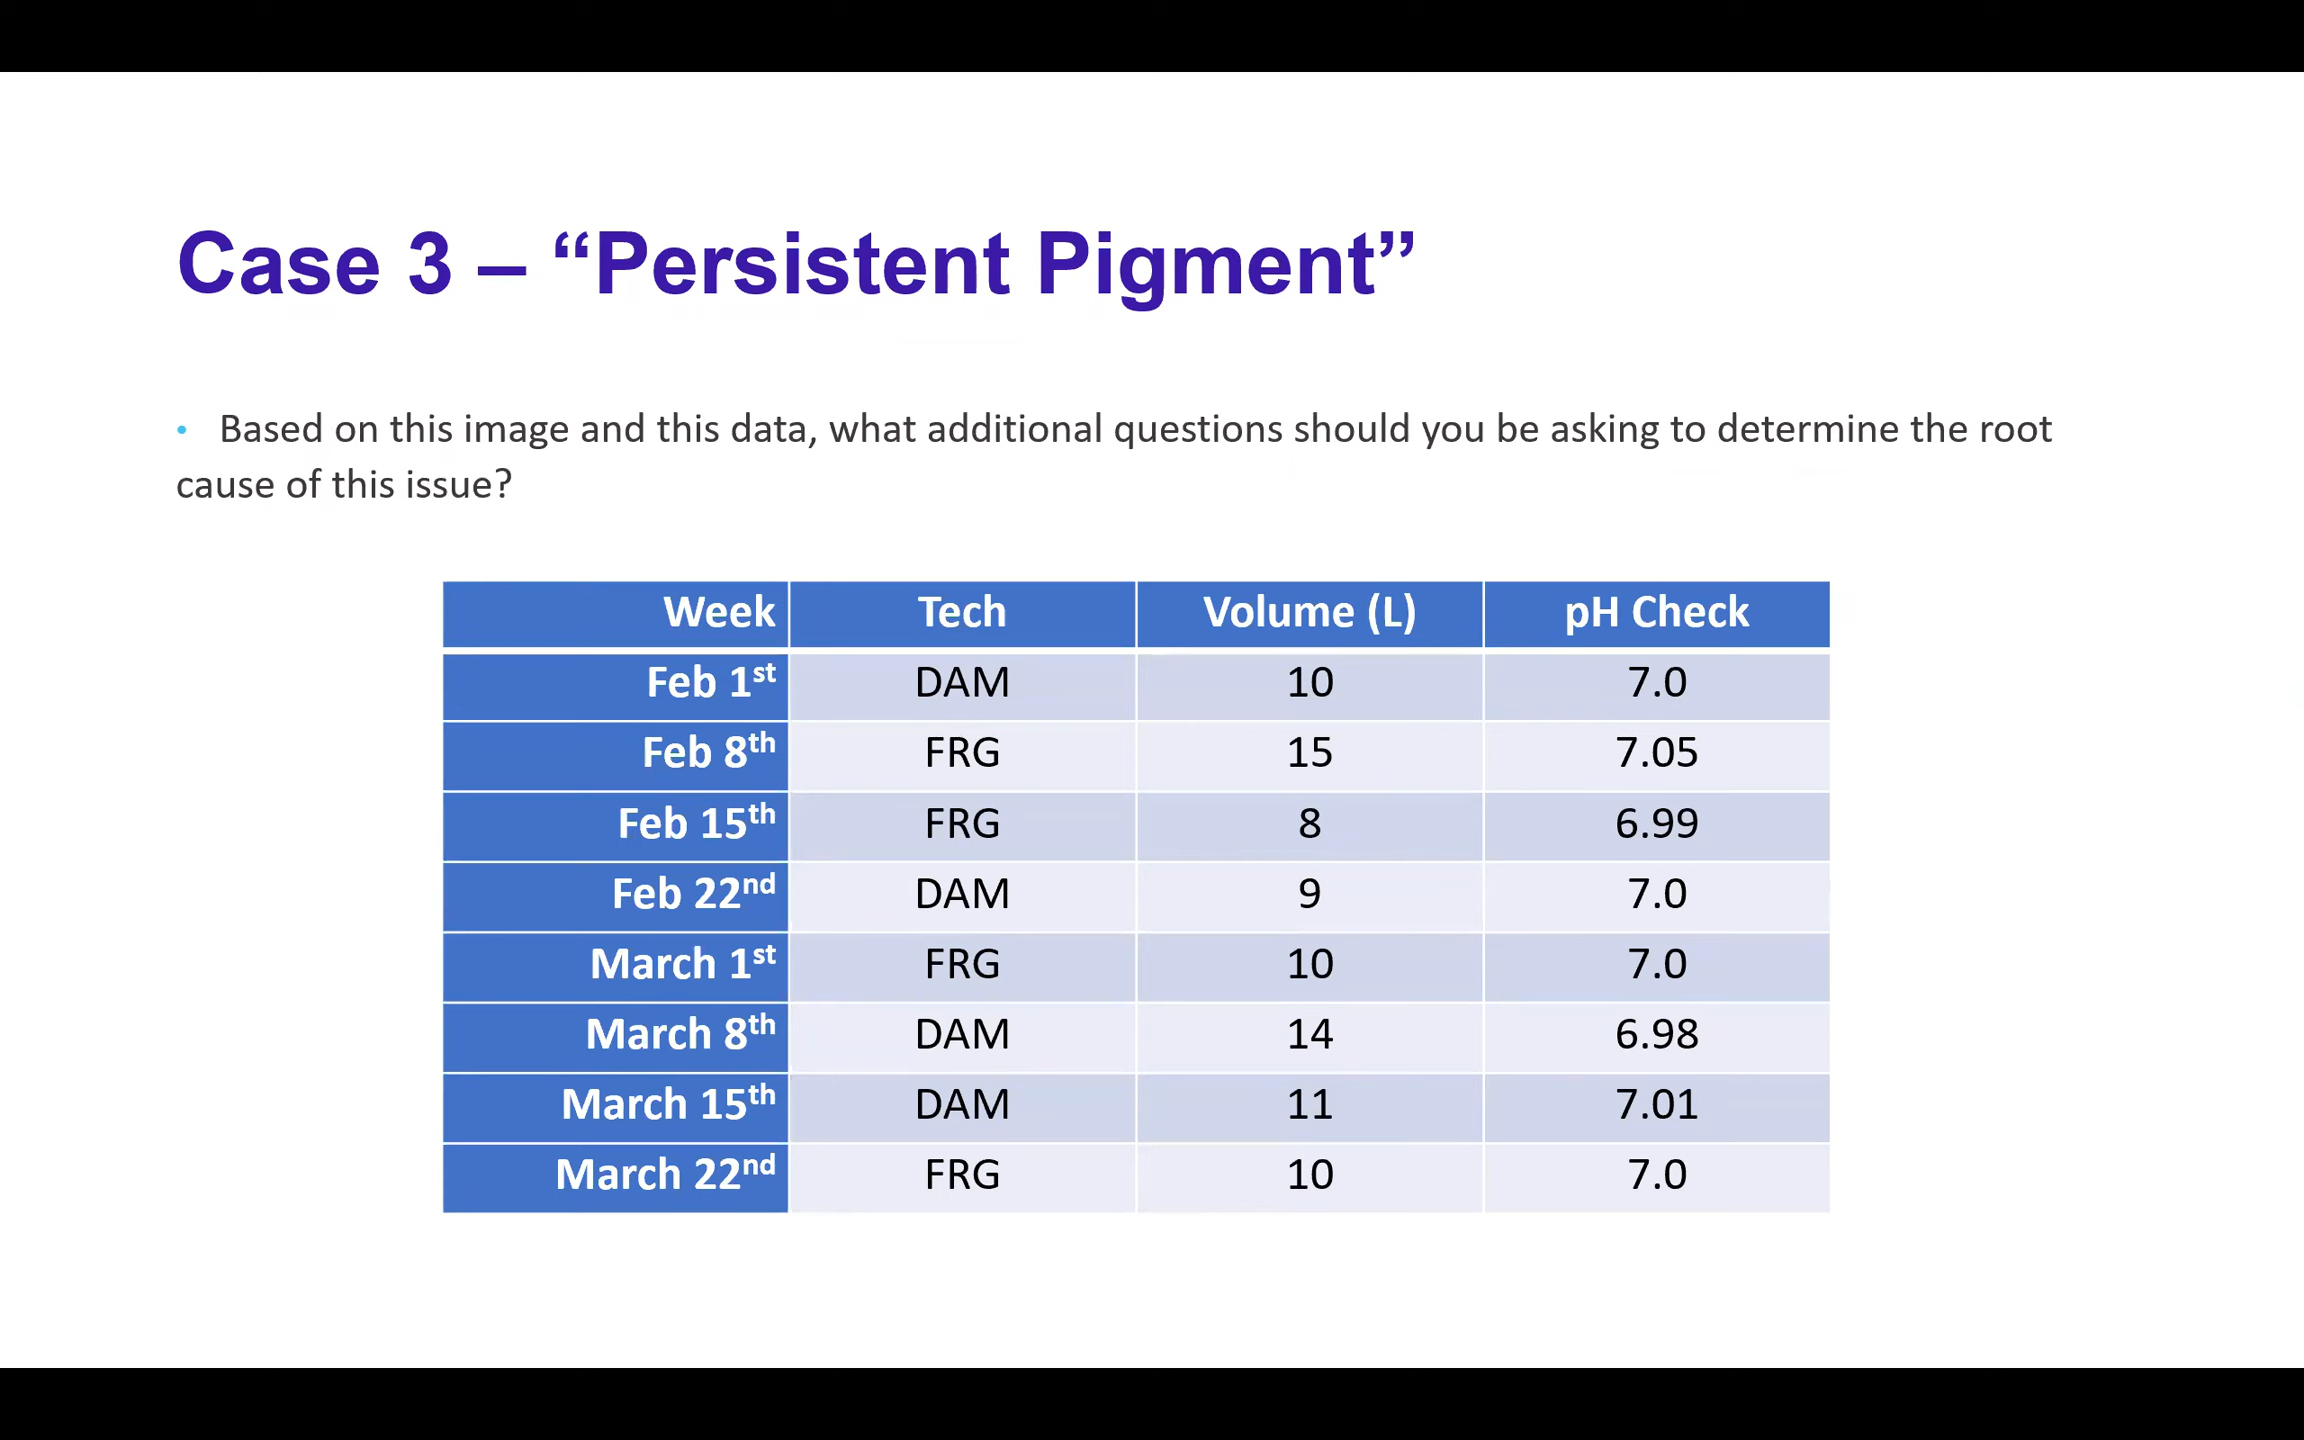 Case 3 – “Persistent Pigment”
• Based on this image and this data, what additional questions should you be asking to determine the root
cause of this issue?
Week Tech Volume (L) pH Check
Feb 1st DAM 10 7.0
Feb 8th FRG 15 7.05
Feb 15th FRG 8 6.99
Feb 22nd DAM 9 7.0
March 1st FRG 10 7.0
March 8th DAM 14 6.98
March 15th DAM 11 7.01
March 22nd FRG 10 7.0